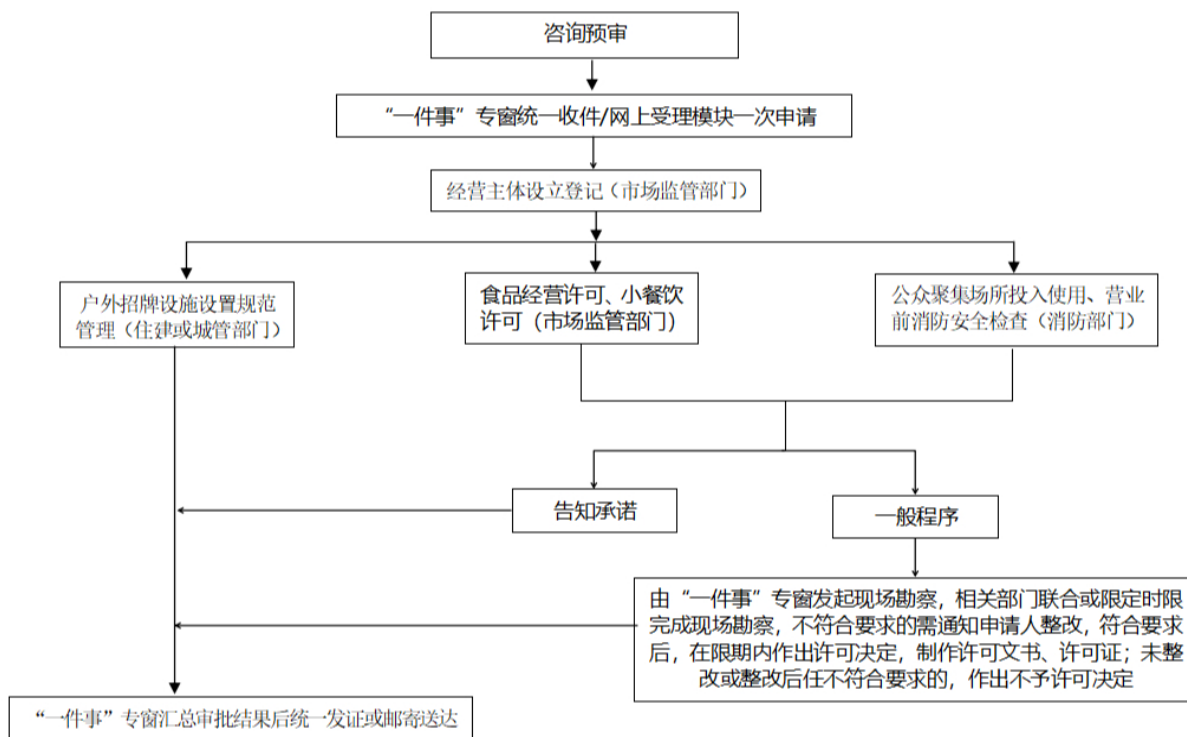 咨询预审
“一件事”专窗统一收件/网上受理模块一次申请
经营主体设立登记（市场监管部门）
户外招牌设施设置规范
管理（住建或城管部门）
食品经营许可、小餐饮
许可（市场监管部门）
公众聚集场所投入使用、营业
前消防安全检查（消防部门）
告知承诺
一般程序
由“一件事”专窗发起现场勘察，相关部门联合或限定时限
完成现场勘察，不符合要求的需通知申请人整改，符合要求
后，在限期内作出许可决定，制作许可文书、许可证；未整
改或整改后任不符合要求的，作出不予许可决定
“一件事”专窗汇总审批结果后统一发证或邮寄送达